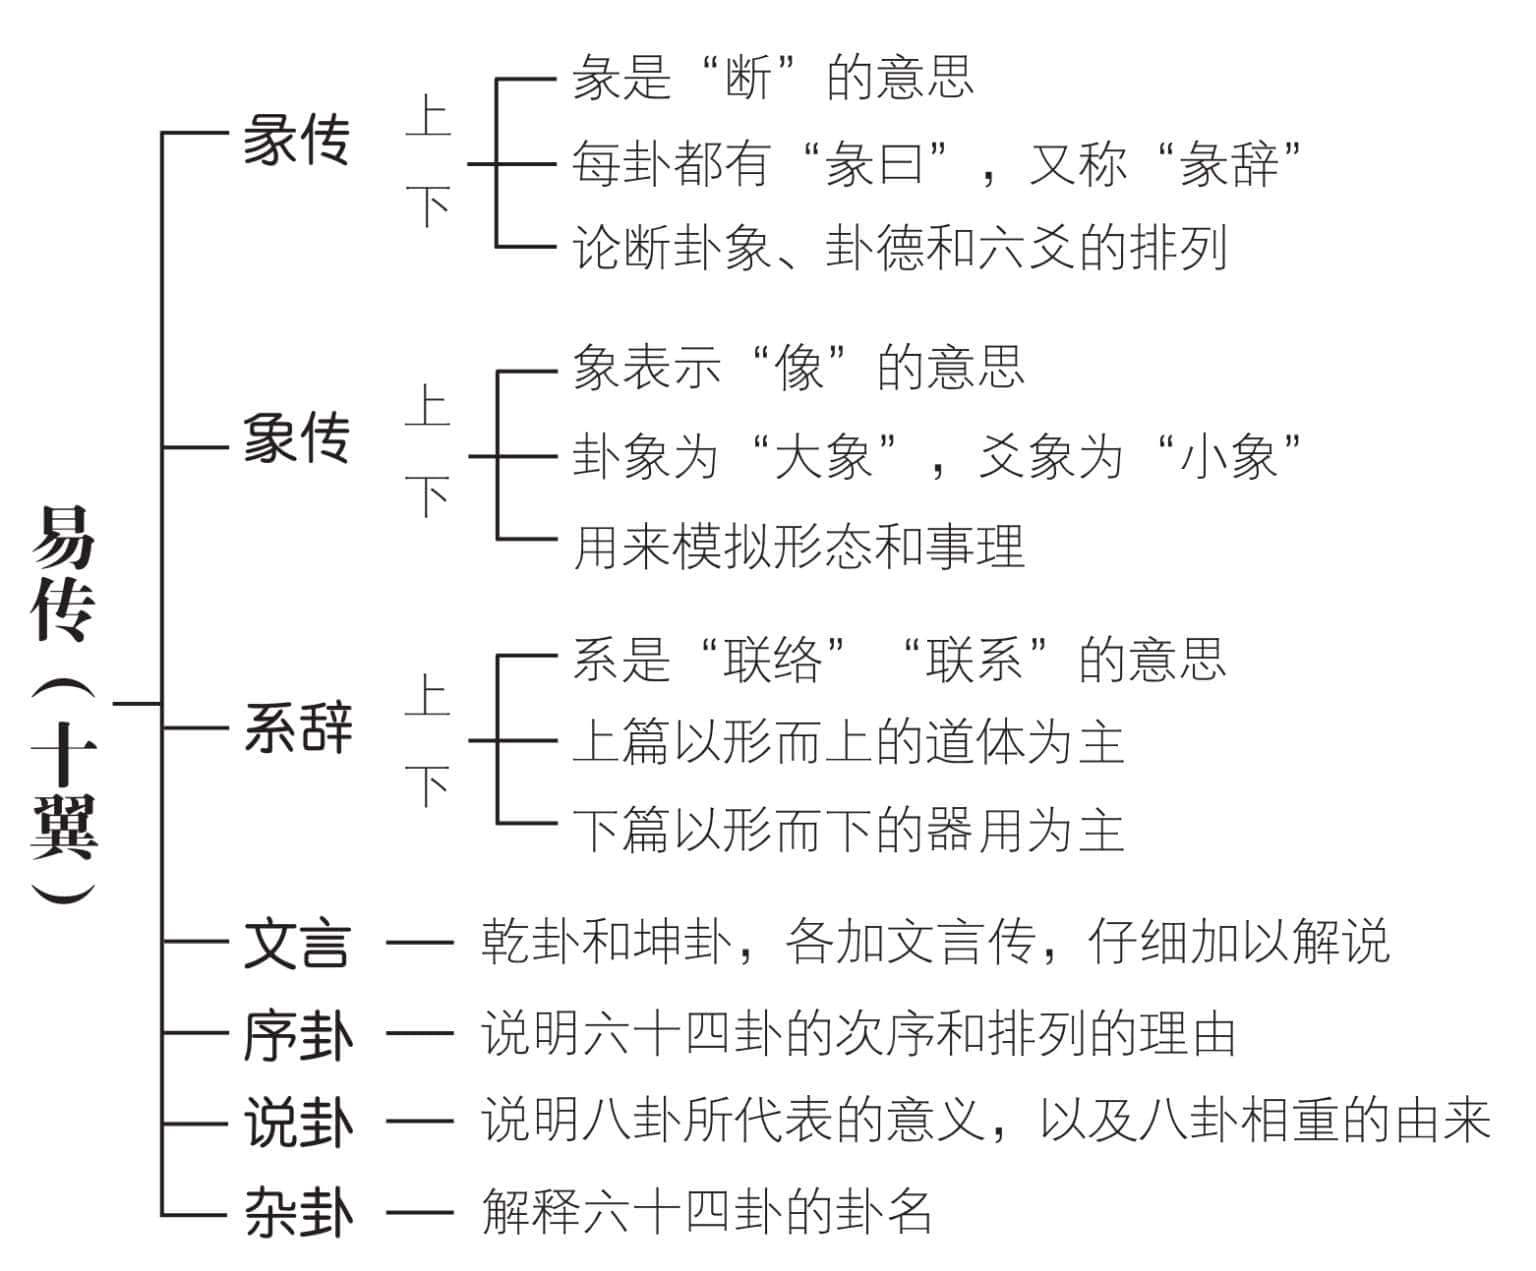 易传（十翼）
彖传
上
下
彖是“断”的意思
每卦都有“彖曰”，又称“彖辞”
论断卦象、卦德和六爻的排列
象传
上
下
象表示“像”的意思
卦象为“大象”，爻象为“小象”
用来模拟形态和事理
系辞
上
下
系是“联络”“联系”的意思
上篇以形而上的道体为主
下篇以形而下的器用为主
文言 乾卦和坤卦，各加文言传，仔细加以解说
序卦 说明六十四卦的次序和排列的理由
说卦 说明八卦所代表的意义，以及八卦相重的由来
杂卦 解释六十四卦的卦名